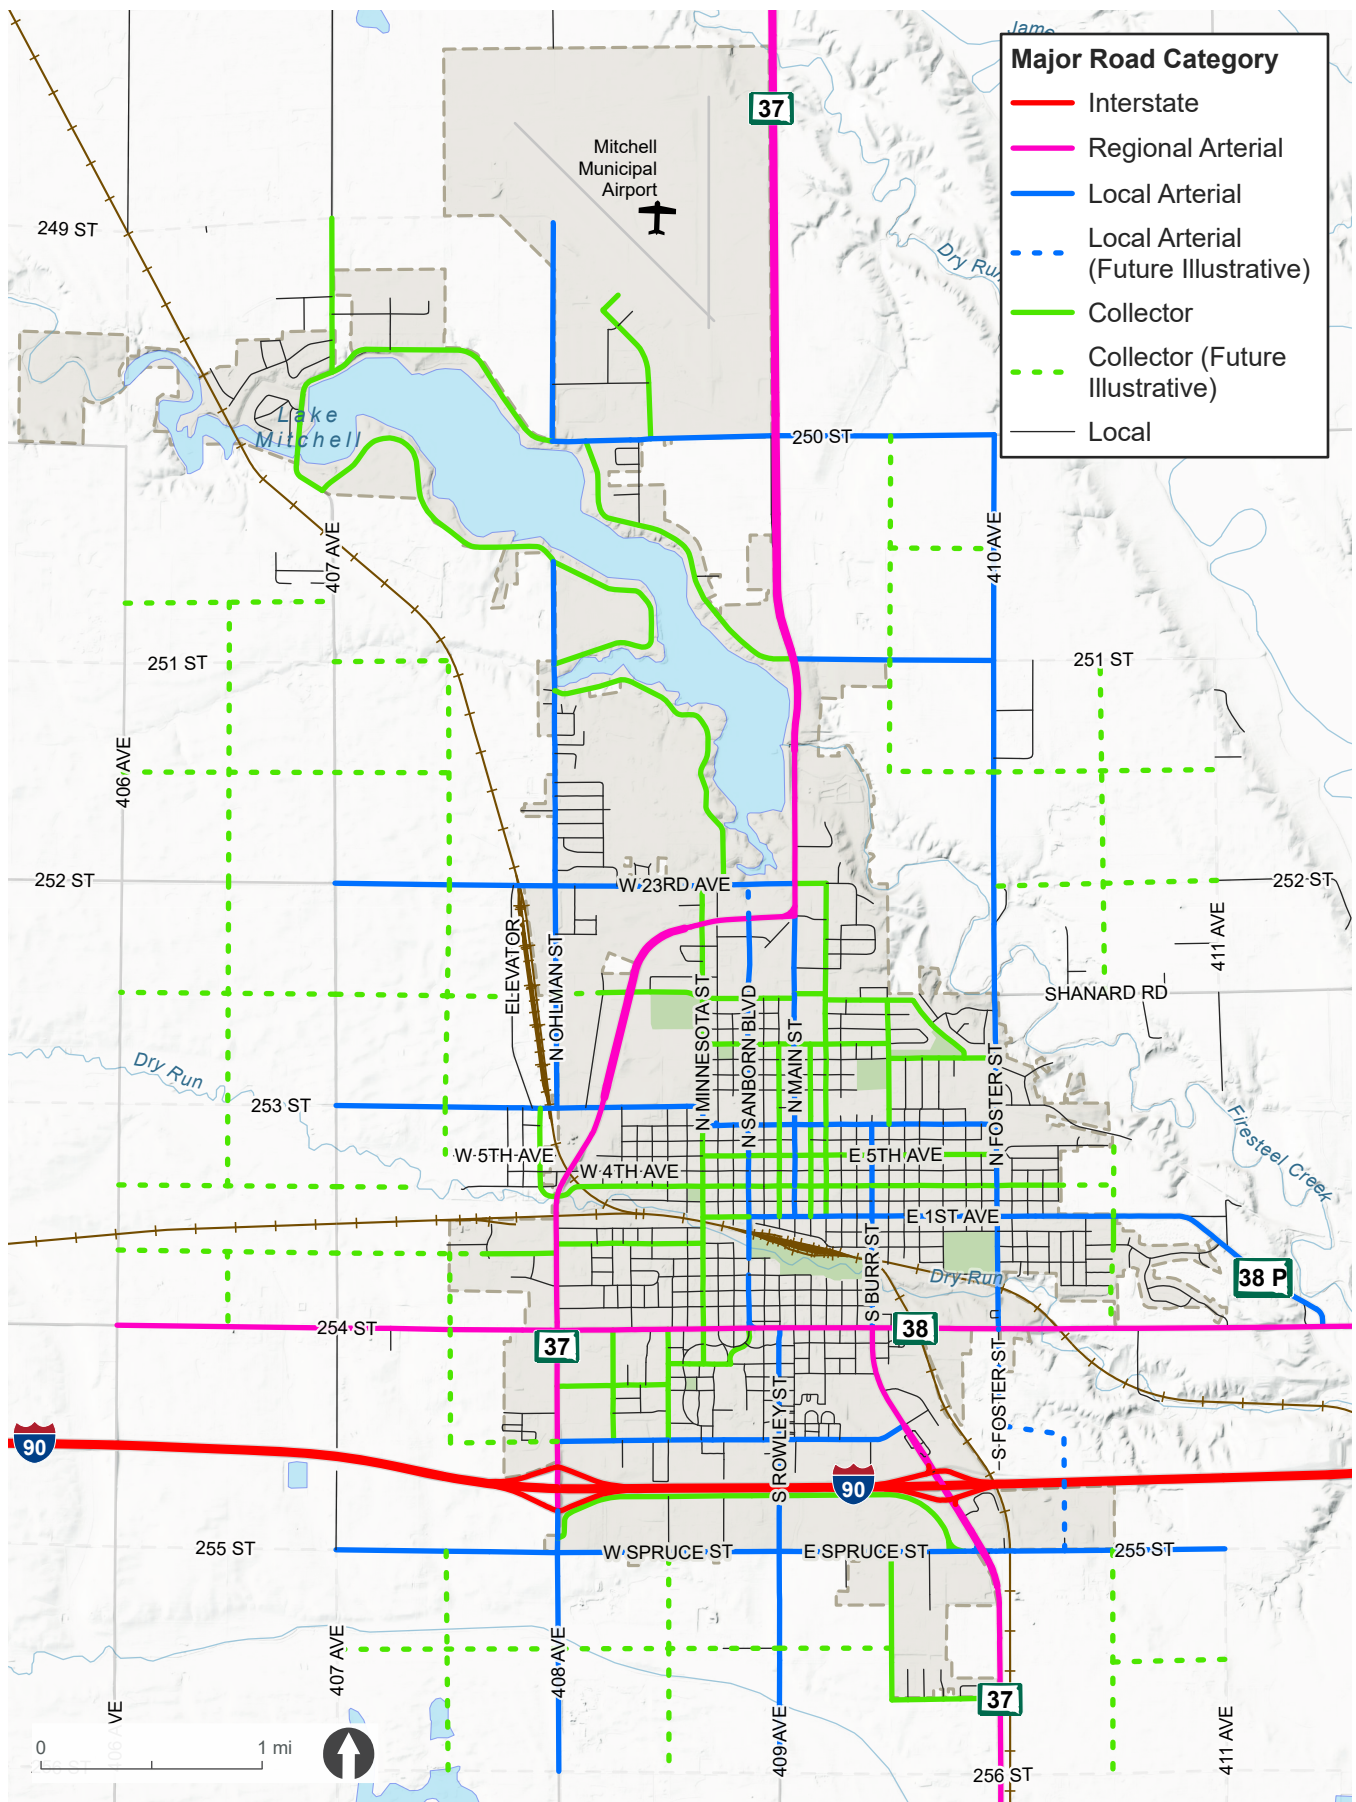 Jame
Major Road Category
Interstate
Regional Arterial
Local Arterial
Local Arterial
(Future Illustrative)
Collector
Collector (Future
Illustrative)
Local
37
Mitchell
Municipal
Airport
249 ST
Dry Run
Lake
Mitchell
250 ST
407 AVE
410 AVE
251 ST
251 ST
406 AVE
252 ST
W 23RD AVE
252 ST
ELEVATOR
N OHLMAN ST
411 AVE
N MINNESOTA ST
N SANBORN BLVD
N MAIN ST
SHANARD RD
Dry Run
253 ST
N FOSTER ST
Firesteel Creek
W 5TH AVE
W 4TH AVE
E 5TH AVE
E 1ST AVE
S BURR ST
Dry Run
38 P
254 ST
37
38
S FOSTER ST
S ROWLEY ST
90
90
255 ST
W SPRUCE ST
E SPRUCE ST
255 ST
407 AVE
408 AVE
409 AVE
37
411 AVE
406 AVE
0
1 mi
256 ST